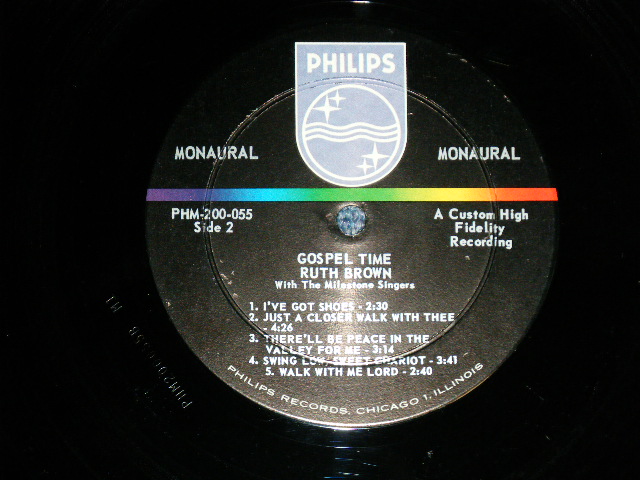 PHILIPS
MONAURAL
MONAURAL
PHM-200-055
Side 2
A Custom High
Fidelity
Recording
GOSPEL TIME
RUTH BROWN
With The Milestone Singers
1. I'VE GOT SHOES - 2:30
2. JUST A CLOSER WALK WITH THEE
- 4:26
3. THERE'LL BE PEACE IN THE
VALLEY FOR ME - 3:14
4. SWING LOW, SWEET CHARIOT - 3:41
5. WALK WITH ME LORD - 2:40
PHILIPS RECORDS, CHICAGO 1, ILLINOIS